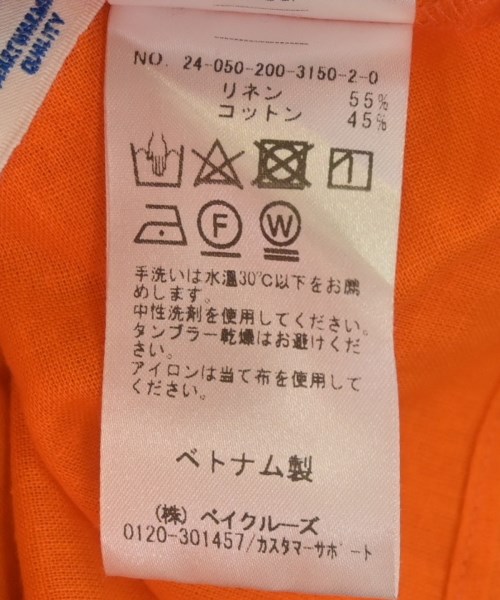 QUALITY
NO. 24-050-200-3150-2-0
リネン 55%
コットン 45%
F W
手洗いは水温30℃以下をお薦
めします。
中性洗剤を使用してください。
タンブラー乾燥はお避けくだ
さい。
アイロンは当て布を使用して
ください。
ベトナム製
(株) ベイクルーズ
0120-301457/カスタマーサポート